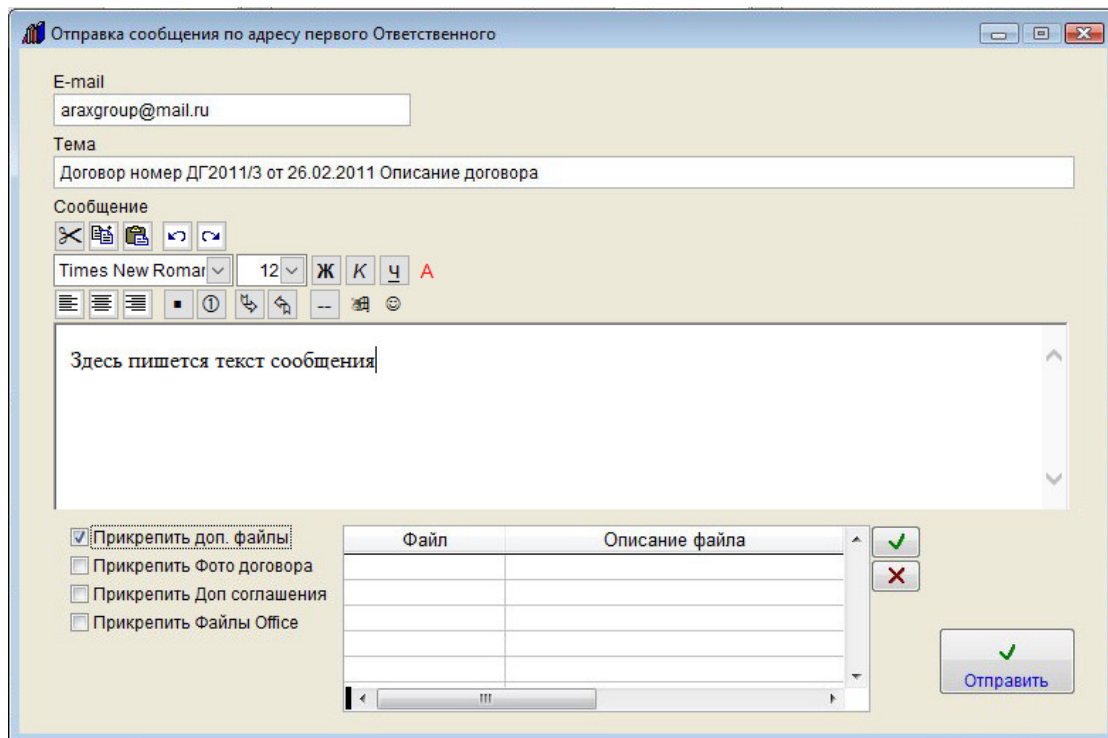 Отправка сообщения по адресу первого Ответственного
E-mail
araxgroup@mail.ru
Тема
Договор номер ДГ2011/3 от 26.02.2011 Описание договора
Сообщение
Times New Romar 12 Ж К Ч А
Здесь пишется текст сообщения
Прикрепить доп. файлы
Прикрепить Фото договора
Прикрепить Доп соглашения
Прикрепить Файлы Office
Файл Описание файла
Отправить